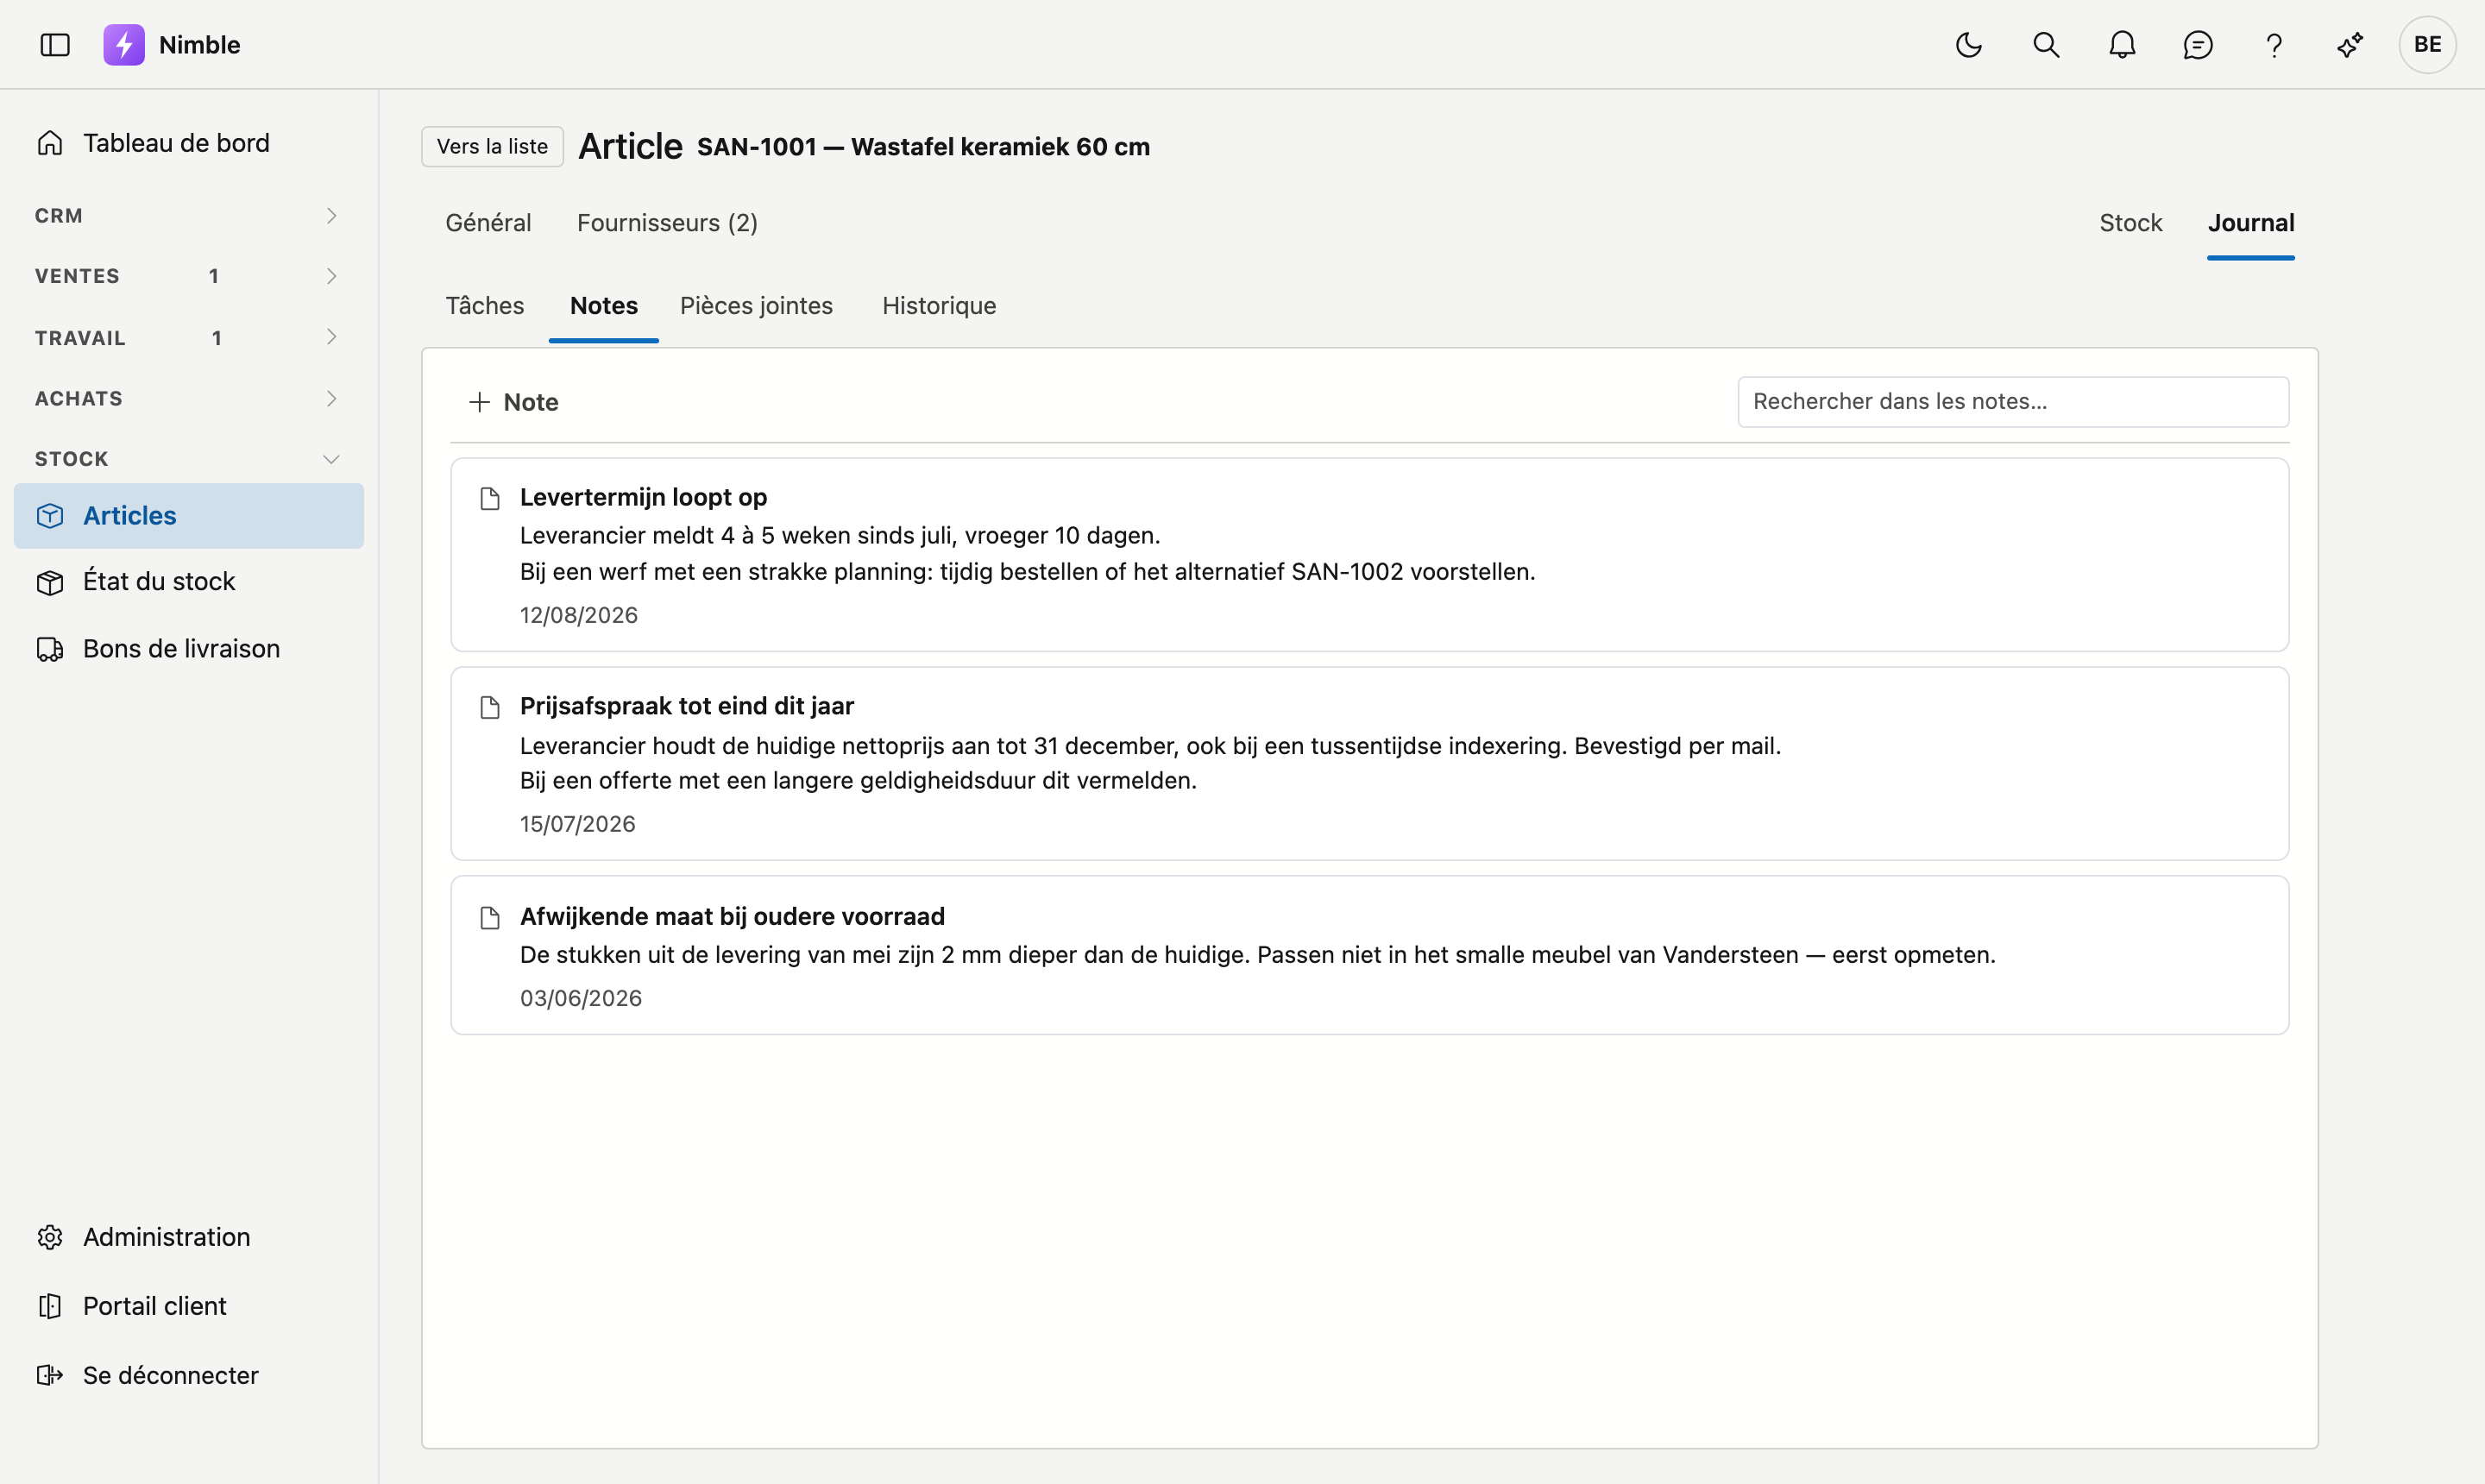 Nimble
BE
Tableau de bord
CRM
VENTES 1
TRAVAIL 1
ACHATS
STOCK
Articles
État du stock
Bons de livraison
Administration
Portail client
Se déconnecter
Vers la liste Article SAN-1001 — Wastafel keramiek 60 cm
Général Fournisseurs (2) Stock Journal
Tâches Notes Pièces jointes Historique
Note Rechercher dans les notes...
Levertermijn loopt op
Leverancier meldt 4 à 5 weken sinds juli, vroeger 10 dagen.
Bij een werf met een strakke planning: tijdig bestellen of het alternatief SAN-1002 voorstellen.
12/08/2026
Prijsafspraak tot eind dit jaar
Leverancier houdt de huidige nettoprijs aan tot 31 december, ook bij een tussentijdse indexering. Bevestigd per mail.
Bij een offerte met een langere geldigheidsduur dit vermelden.
15/07/2026
Afwijkende maat bij oudere voorraad
De stukken uit de levering van mei zijn 2 mm dieper dan de huidige. Passen niet in het smalle meubel van Vandersteen — eerst opmeten.
03/06/2026